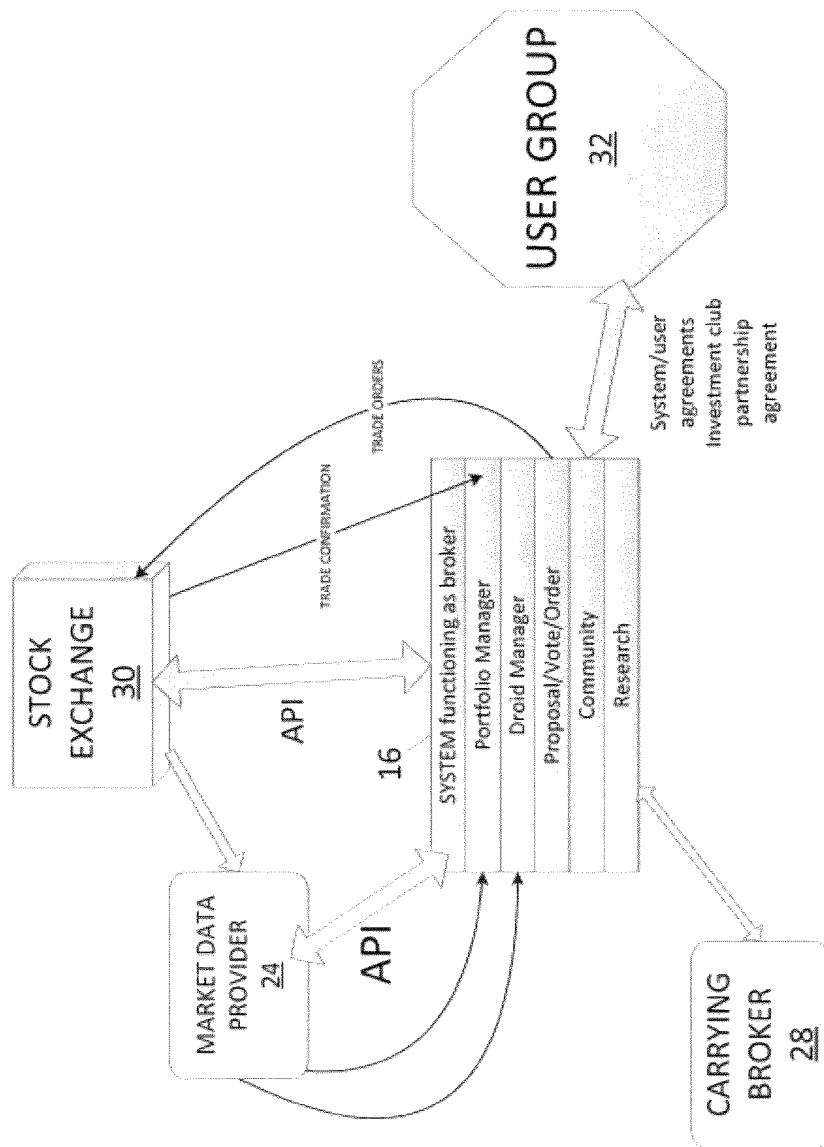 STOCK
EXCHANGE
30
MARKET DATA
PROVIDER
24
API
API
TRADE CONFIRMATION
TRADE ORDERS
16
SYSTEM functioning as broker
Portfolio Manager
Droid Manager
Proposal/Vote/Order
Community
Research
USER GROUP
32
System/user
agreements
Investment club
partnership
agreement
CARRYING
BROKER
28